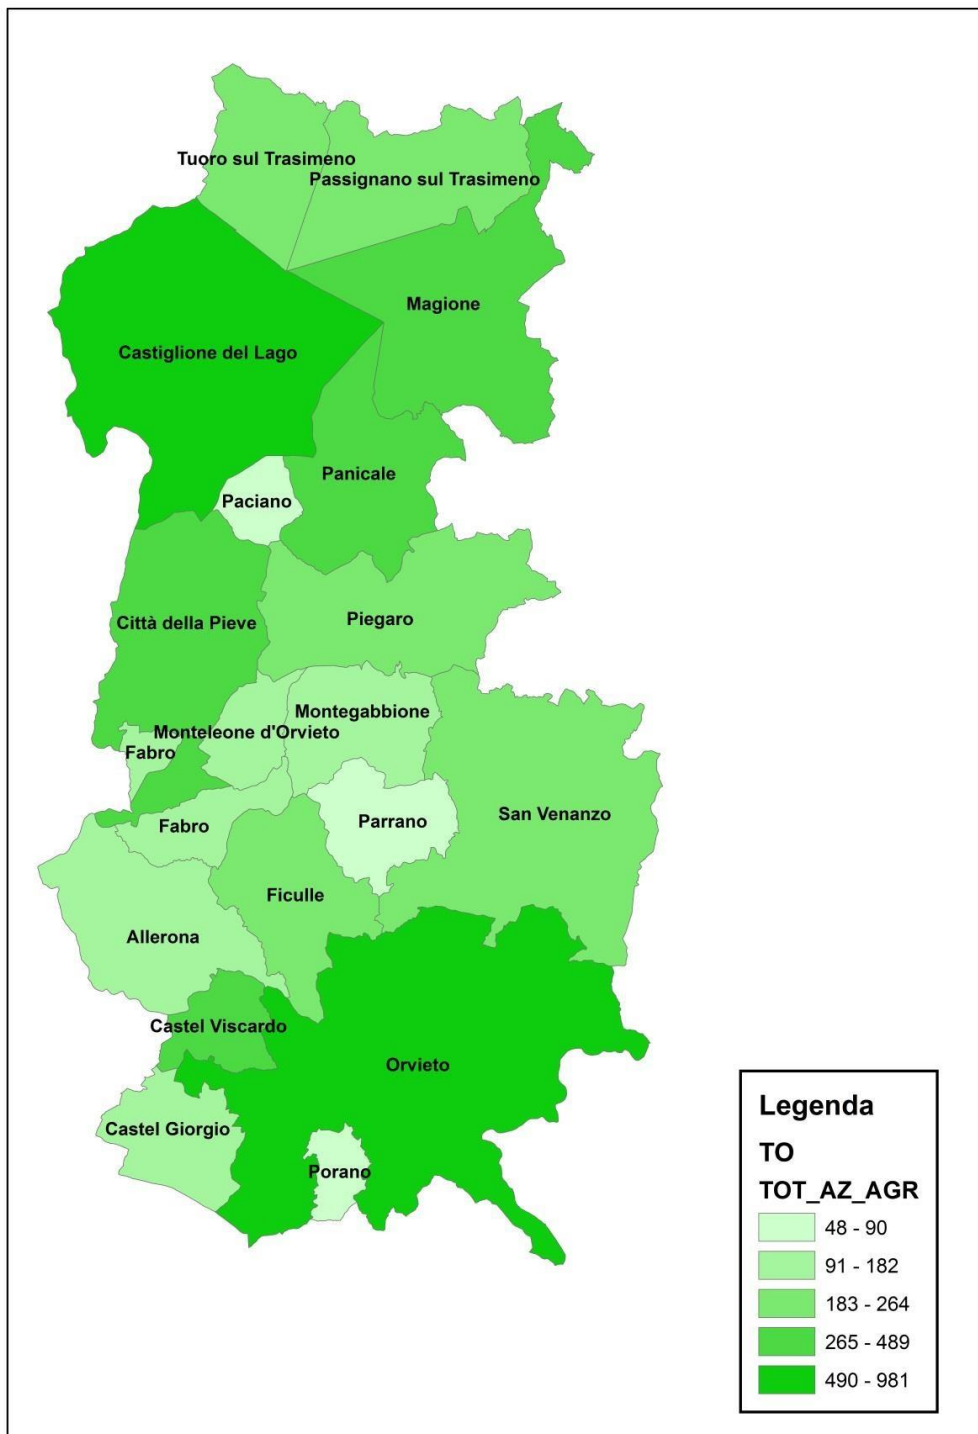 Tuoro sul Trasimeno
Passignano sul Trasimeno
Magione
Castiglione del Lago
Panicale
Paciano
Città della Pieve
Piegaro
Montegabbione
Monteleone d'Orvieto
Fabro
San Venanzo
Parrano
Fabro
Ficulle
Allerona
Castel Viscardo
Orvieto
Castel Giorgio
Porano
Legenda
TO
TOT_AZ_AGR
48 - 90
91 - 182
183 - 264
265 - 489
490 - 981